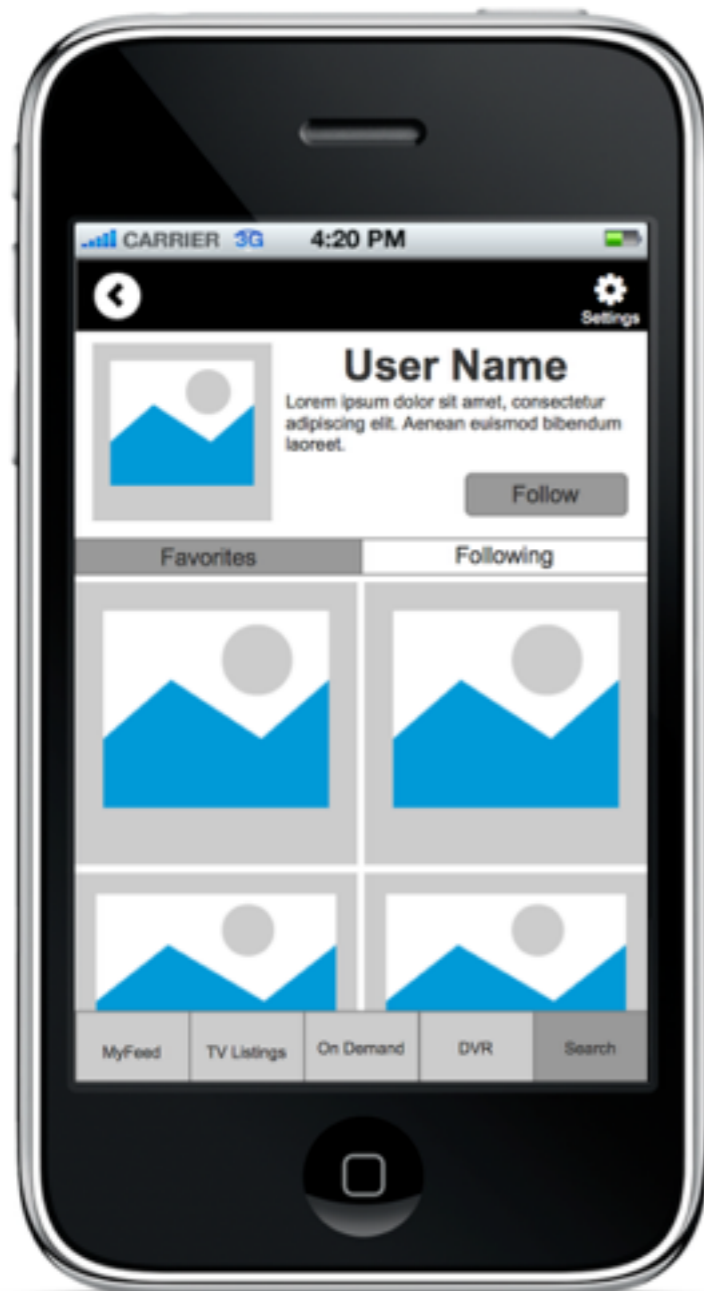 CARRIER 3G 4:20 PM
Settings
User Name
Lorem ipsum dolor sit amet, consectetur
adipiscing elit. Aenean euismod bibendum
laoreet.
Follow
Favorites Following
MyFeed TV Listings On Demand DVR Search